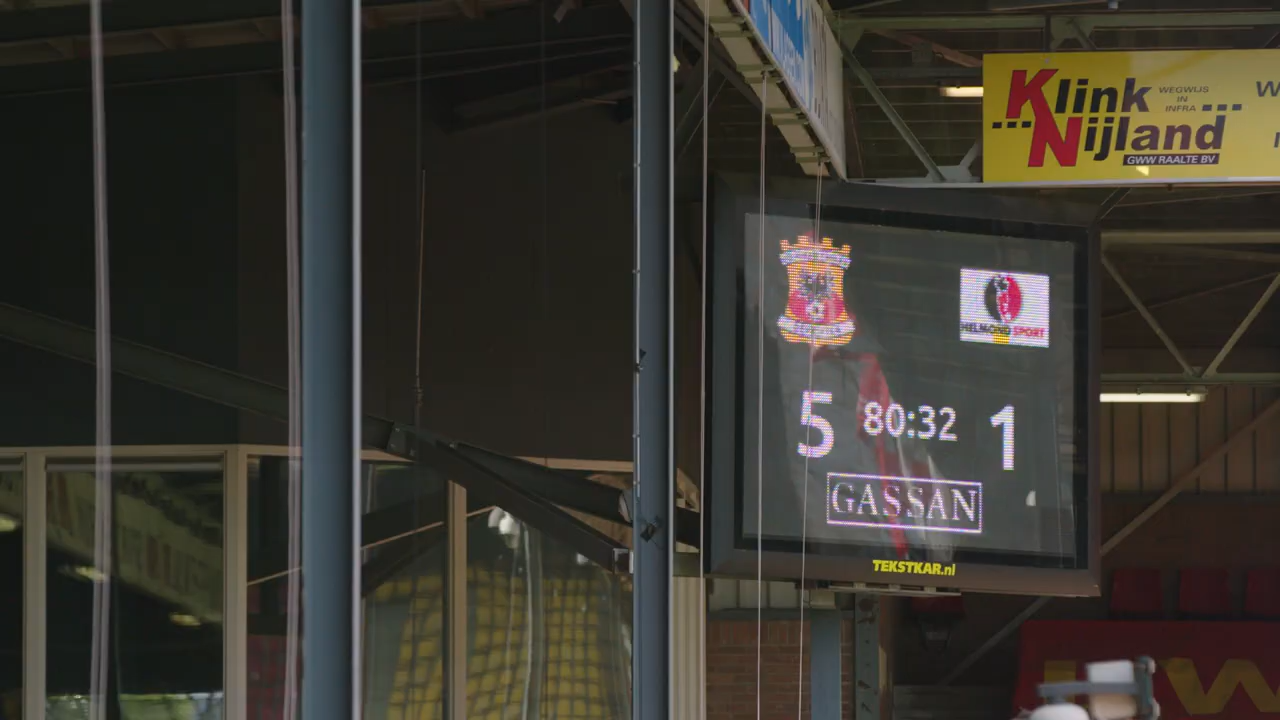 Klink
WEGWIJS
IN
INFRA
Nijland
GWW RAALTE BV
HELMOND SPORT
5 80:32 1
GASSAN
TEKSTKAR.nl